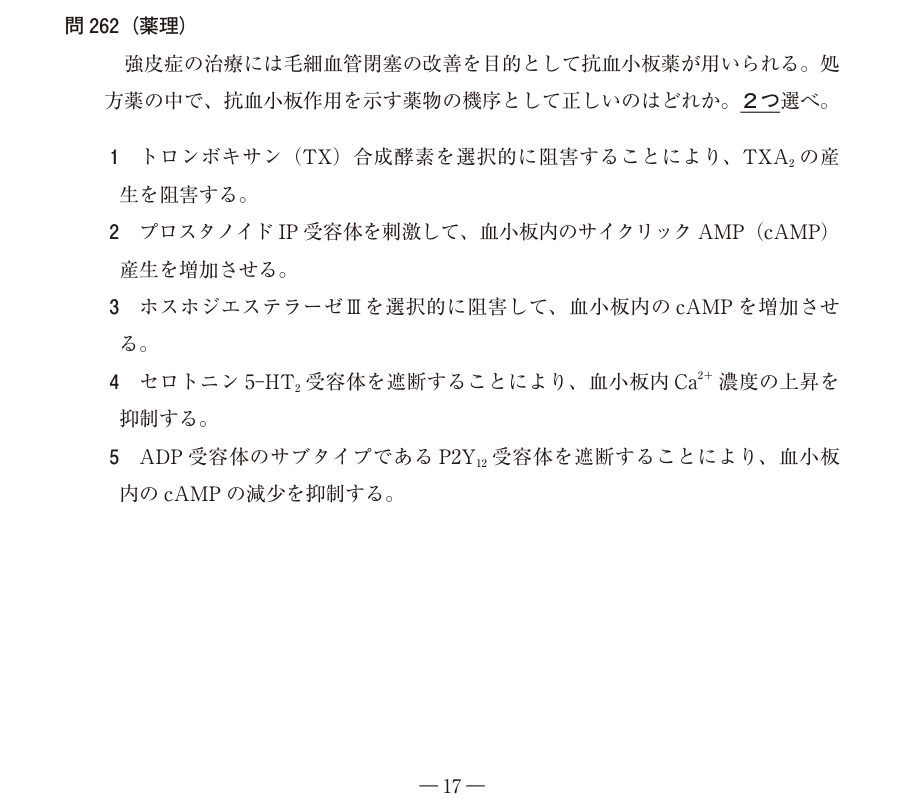 問 262（薬理）
強皮症の治療には毛細血管閉塞の改善を目的として抗血小板薬が用いられる。処
方薬の中で、抗血小板作用を示す薬物の機序として正しいのはどれか。2つ選べ。
1 トロンボキサン（TX）合成酵素を選択的に阻害することにより、TXA₂ の産
生を阻害する。
2 プロスタノイド IP 受容体を刺激して、血小板内のサイクリック AMP（cAMP）
産生を増加させる。
3 ホスホジエステラーゼⅢを選択的に阻害して、血小板内の cAMP を増加させ
る。
4 セロトニン 5-HT₂ 受容体を遮断することにより、血小板内 Ca²⁺ 濃度の上昇を
抑制する。
5 ADP 受容体のサブタイプである P2Y₁₂ 受容体を遮断することにより、血小板
内の cAMP の減少を抑制する。
― 17 ―